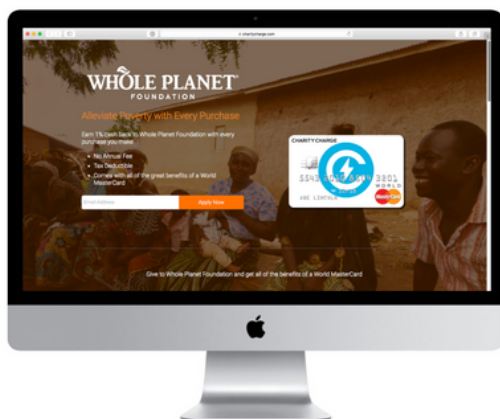 charitycharge.com
WHOLE PLANET
FOUNDATION
Alleviate Poverty with Every Purchase
Earn 1% cash back to Whole Planet Foundation with every
purchase you make
No Annual Fee
Tax Deductible
Comes with all of the great benefits of a World
MasterCard
Email Address
Apply Now
CHARITY CHARGE
5543
3801
WORLD
ABE LINCOLN
MasterCard
Give to Whole Planet Foundation and get all of the benefits of a World MasterCard